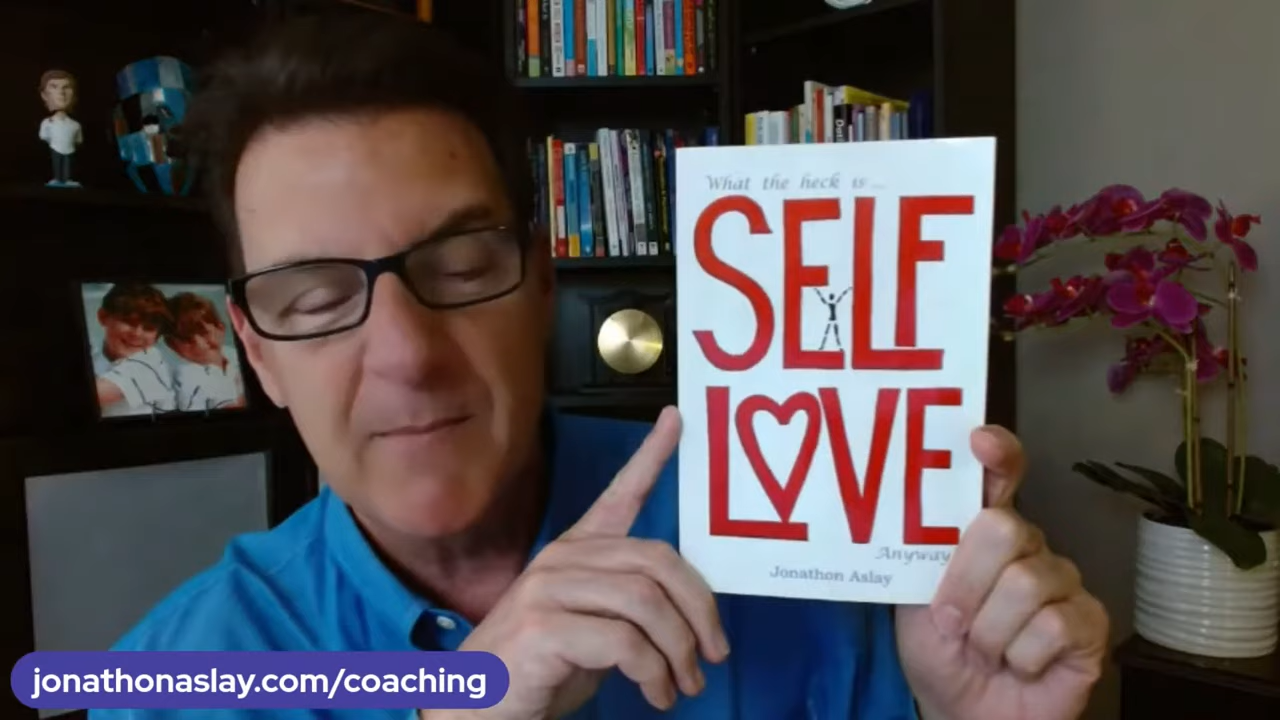 What the heck is...
SELF
LOVE
Anyway
Jonathon Aslay
jonathonaslay.com/coaching